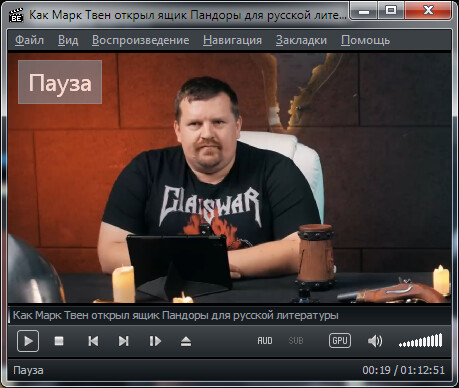 Как Марк Твен открыл ящик Пандоры для русской лите...
Файл Вид Воспроизведение Навигация Закладки Помощь
Пауза
Как Марк Твен открыл ящик Пандоры для русской литературы
AUD SUB GPU
Пауза 00:19 / 01:12:51